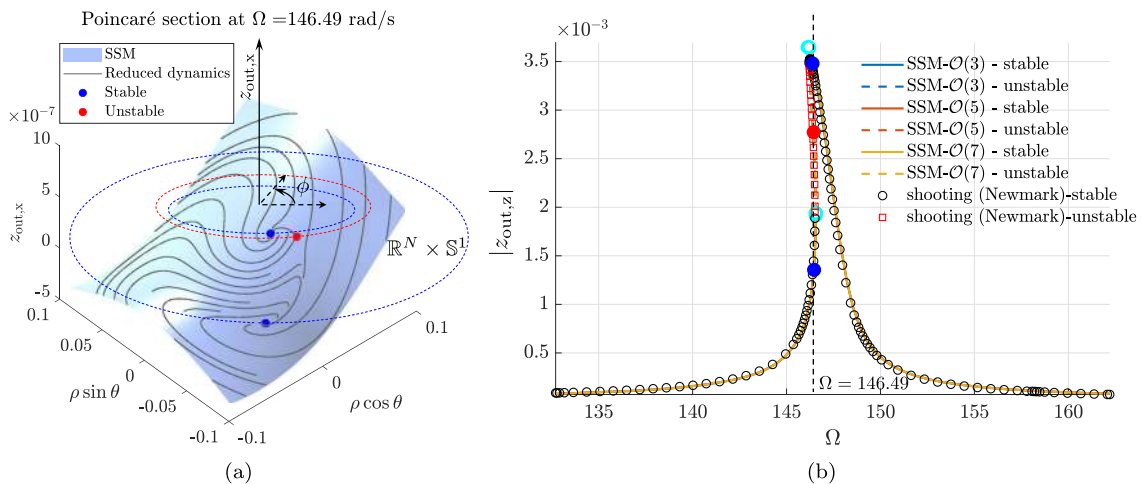 Poincaré section at Ω =146.49 rad/s
SSM
Reduced dynamics
Stable
Unstable
z_out,x
×10^-7
10
5
0
-5
z_out,x
ϕ
ℝ^N × 𝕊^1
0.1
0.05
0
-0.05
-0.1
ρ sin θ
-0.1
0
0.1
ρ cos θ
(a)
×10^-3
3.5
3
2.5
2
1.5
1
0.5
|z_out,z|
SSM-𝒪(3) - stable
SSM-𝒪(3) - unstable
SSM-𝒪(5) - stable
SSM-𝒪(5) - unstable
SSM-𝒪(7) - stable
SSM-𝒪(7) - unstable
shooting (Newmark)-stable
shooting (Newmark)-unstable
Ω = 146.49
135 140 145 150 155 160
Ω
(b)